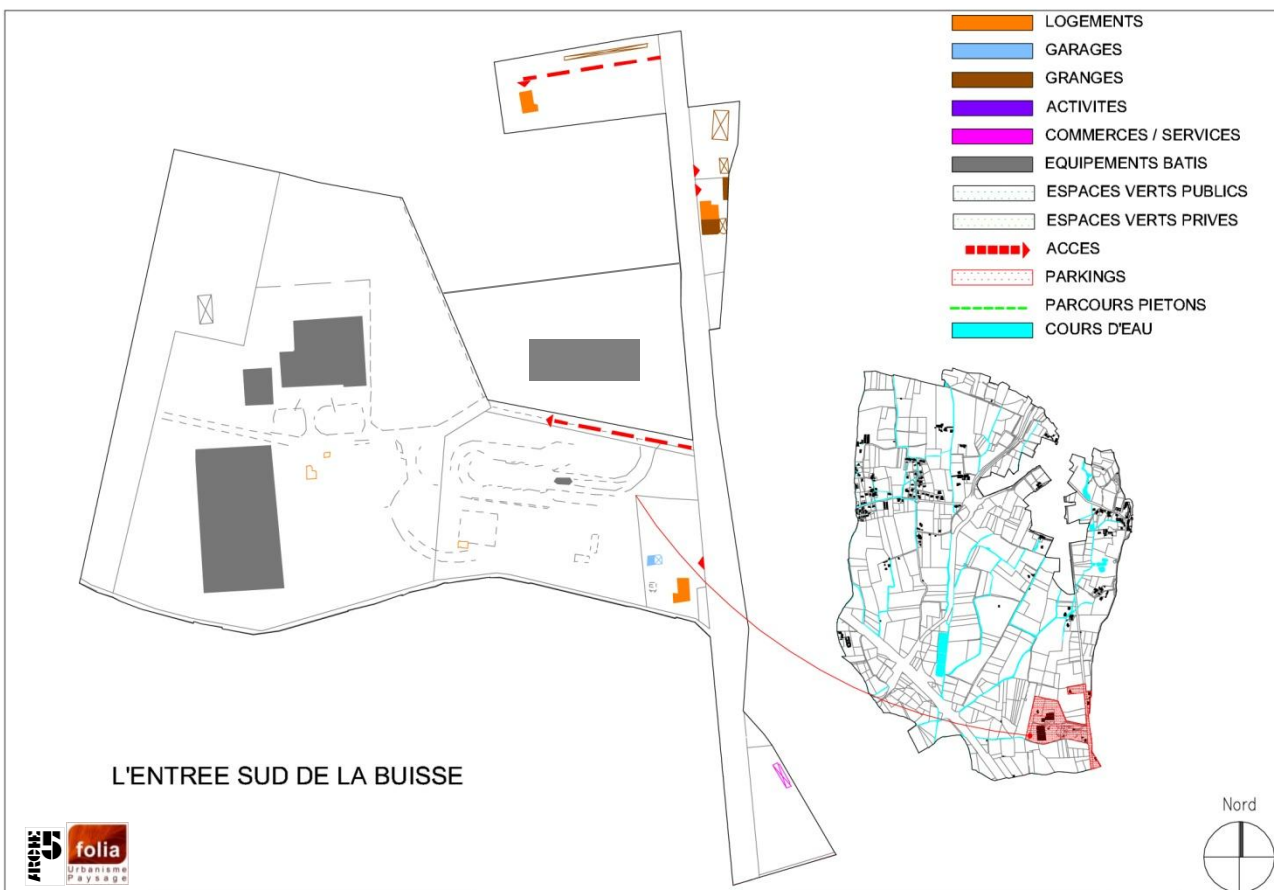 LOGEMENTS
GARAGES
GRANGES
ACTIVITES
COMMERCES / SERVICES
EQUIPEMENTS BATIS
ESPACES VERTS PUBLICS
ESPACES VERTS PRIVES
ACCES
PARKINGS
PARCOURS PIETONS
COURS D'EAU
L'ENTREE SUD DE LA BUISSE
Nord
ARCHE 5
folia
Urbanisme
Paysage